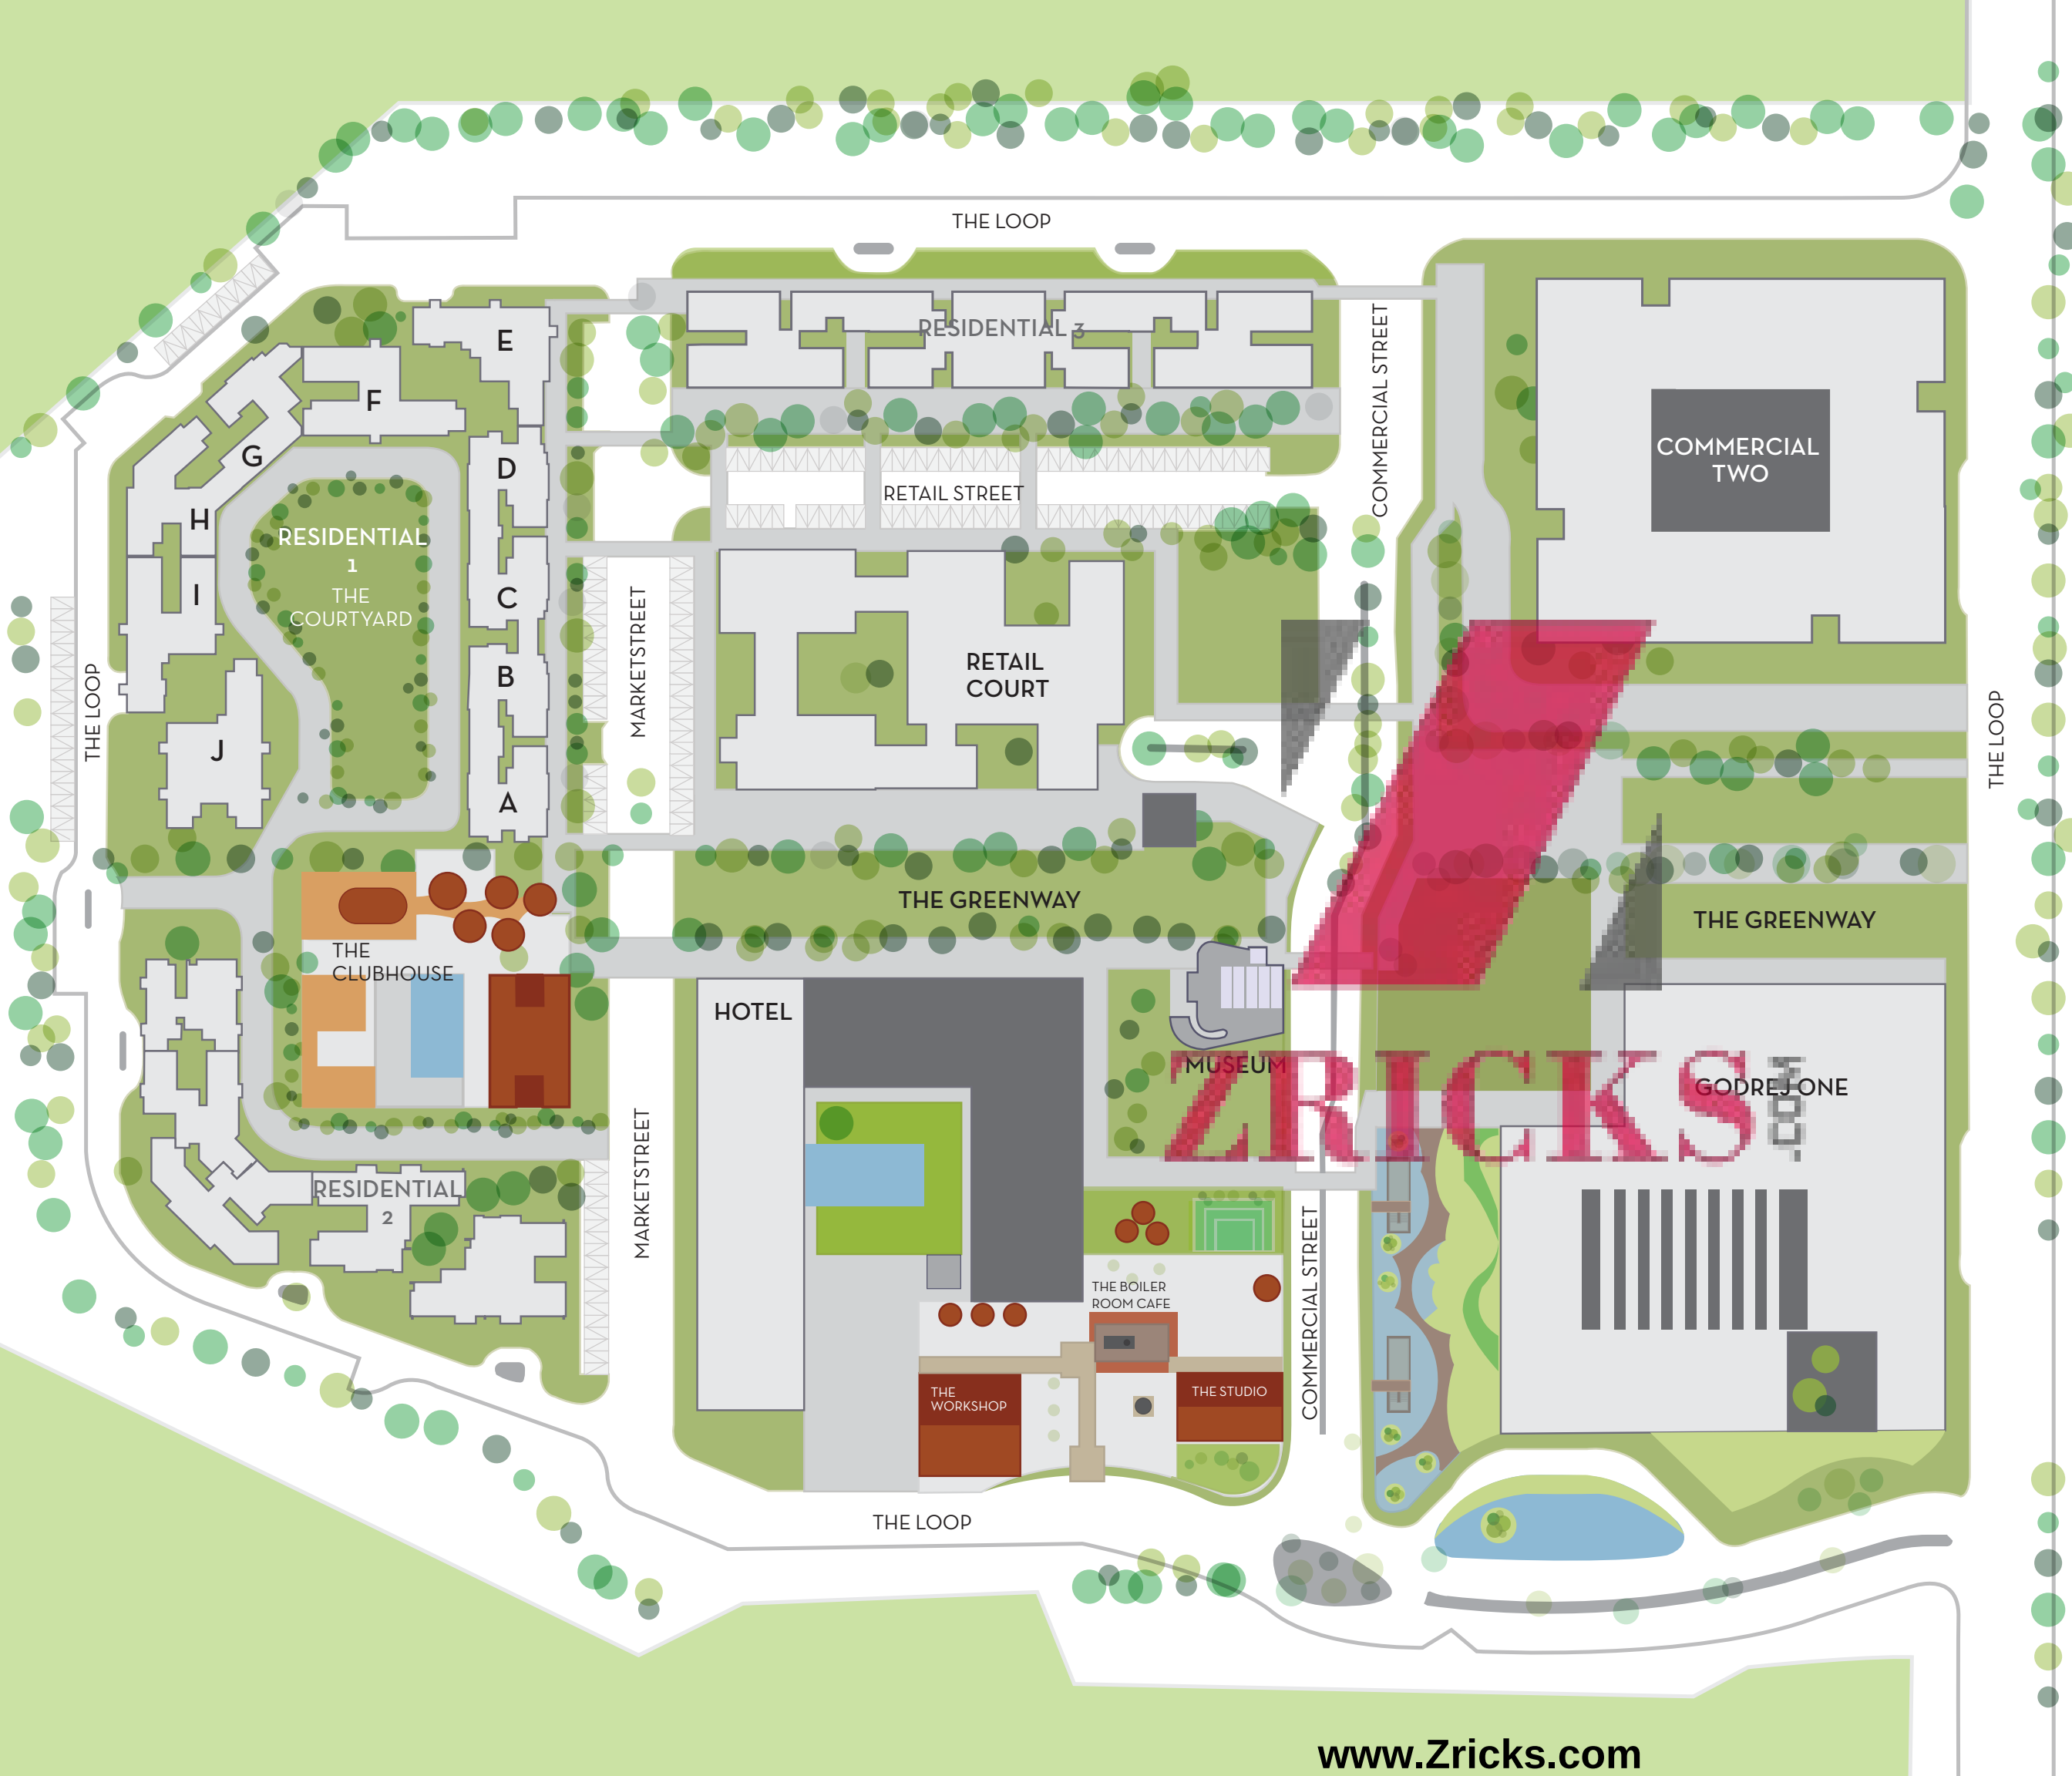 THE LOOP
E
RESIDENTIAL 3
COMMERCIAL STREET
F
G
D
COMMERCIAL
TWO
RETAIL STREET
H
RESIDENTIAL
1
THE
COURTYARD
I
C
MARKETSTREET
RETAIL
COURT
B
THE LOOP
J
THE LOOP
A
THE GREENWAY
THE GREENWAY
THE
CLUBHOUSE
HOTEL
MUSEUM
GODREJ ONE
ZRICKS
.COM
MARKETSTREET
RESIDENTIAL
2
COMMERCIAL STREET
THE BOILER
ROOM CAFE
THE
WORKSHOP
THE STUDIO
THE LOOP
www.Zricks.com